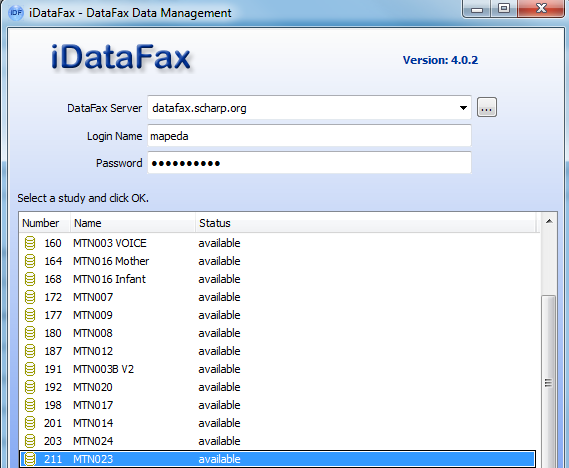 iDF iDataFax - DataFax Data Management
iDataFax
Version: 4.0.2
DataFax Server datafax.scharp.org ...
Login Name mapeda
Password ••••••••••
Select a study and click OK.
Number Name Status
160 MTN003 VOICE available
164 MTN016 Mother available
168 MTN016 Infant available
172 MTN007 available
177 MTN009 available
180 MTN008 available
187 MTN012 available
191 MTN003B V2 available
192 MTN020 available
198 MTN017 available
201 MTN014 available
203 MTN024 available
211 MTN023 available